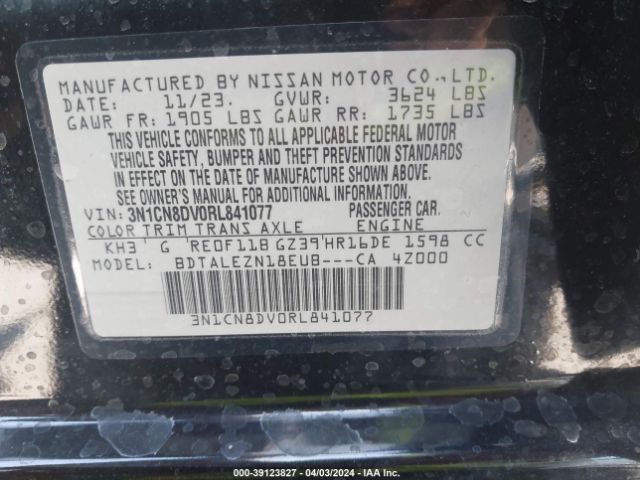 MANUFACTURED BY NISSAN MOTOR CO.,LTD.
DATE: 11/23. GVWR: 3624 LBS
GAWR FR: 1905 LBS GAWR RR: 1735 LBS
THIS VEHICLE CONFORMS TO ALL APPLICABLE FEDERAL MOTOR
VEHICLE SAFETY, BUMPER AND THEFT PREVENTION STANDARDS
IN EFFECT ON THE DATE OF MANUFACTURE SHOWN ABOVE.
SEE OWNER'S MANUAL FOR ADDITIONAL INFORMATION.
VIN: 3N1CN8DV0RL841077 PASSENGER CAR.
COLOR TRIM TRANS AXLE ENGINE
KH3 G RE0F11B GZ39 HR16DE 1598 CC
MODEL: BDTALEZN18EUB---CA 4Z000
3N1CN8DV0RL841077
000-39123827 - 04/03/2024 - IAA Inc.